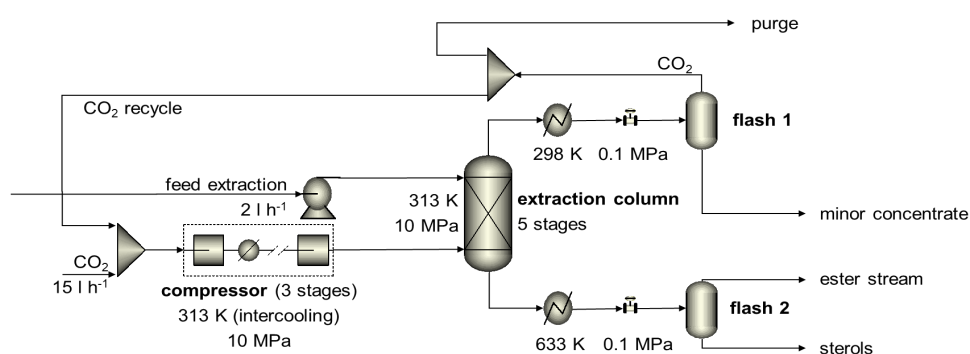 purge
CO₂
CO₂ recycle
flash 1
298 K 0.1 MPa
feed extraction
2 l h⁻¹
313 K
10 MPa
extraction column
5 stages
minor concentrate
CO₂
15 l h⁻¹
compressor (3 stages)
313 K (intercooling)
10 MPa
ester stream
flash 2
633 K 0.1 MPa
sterols